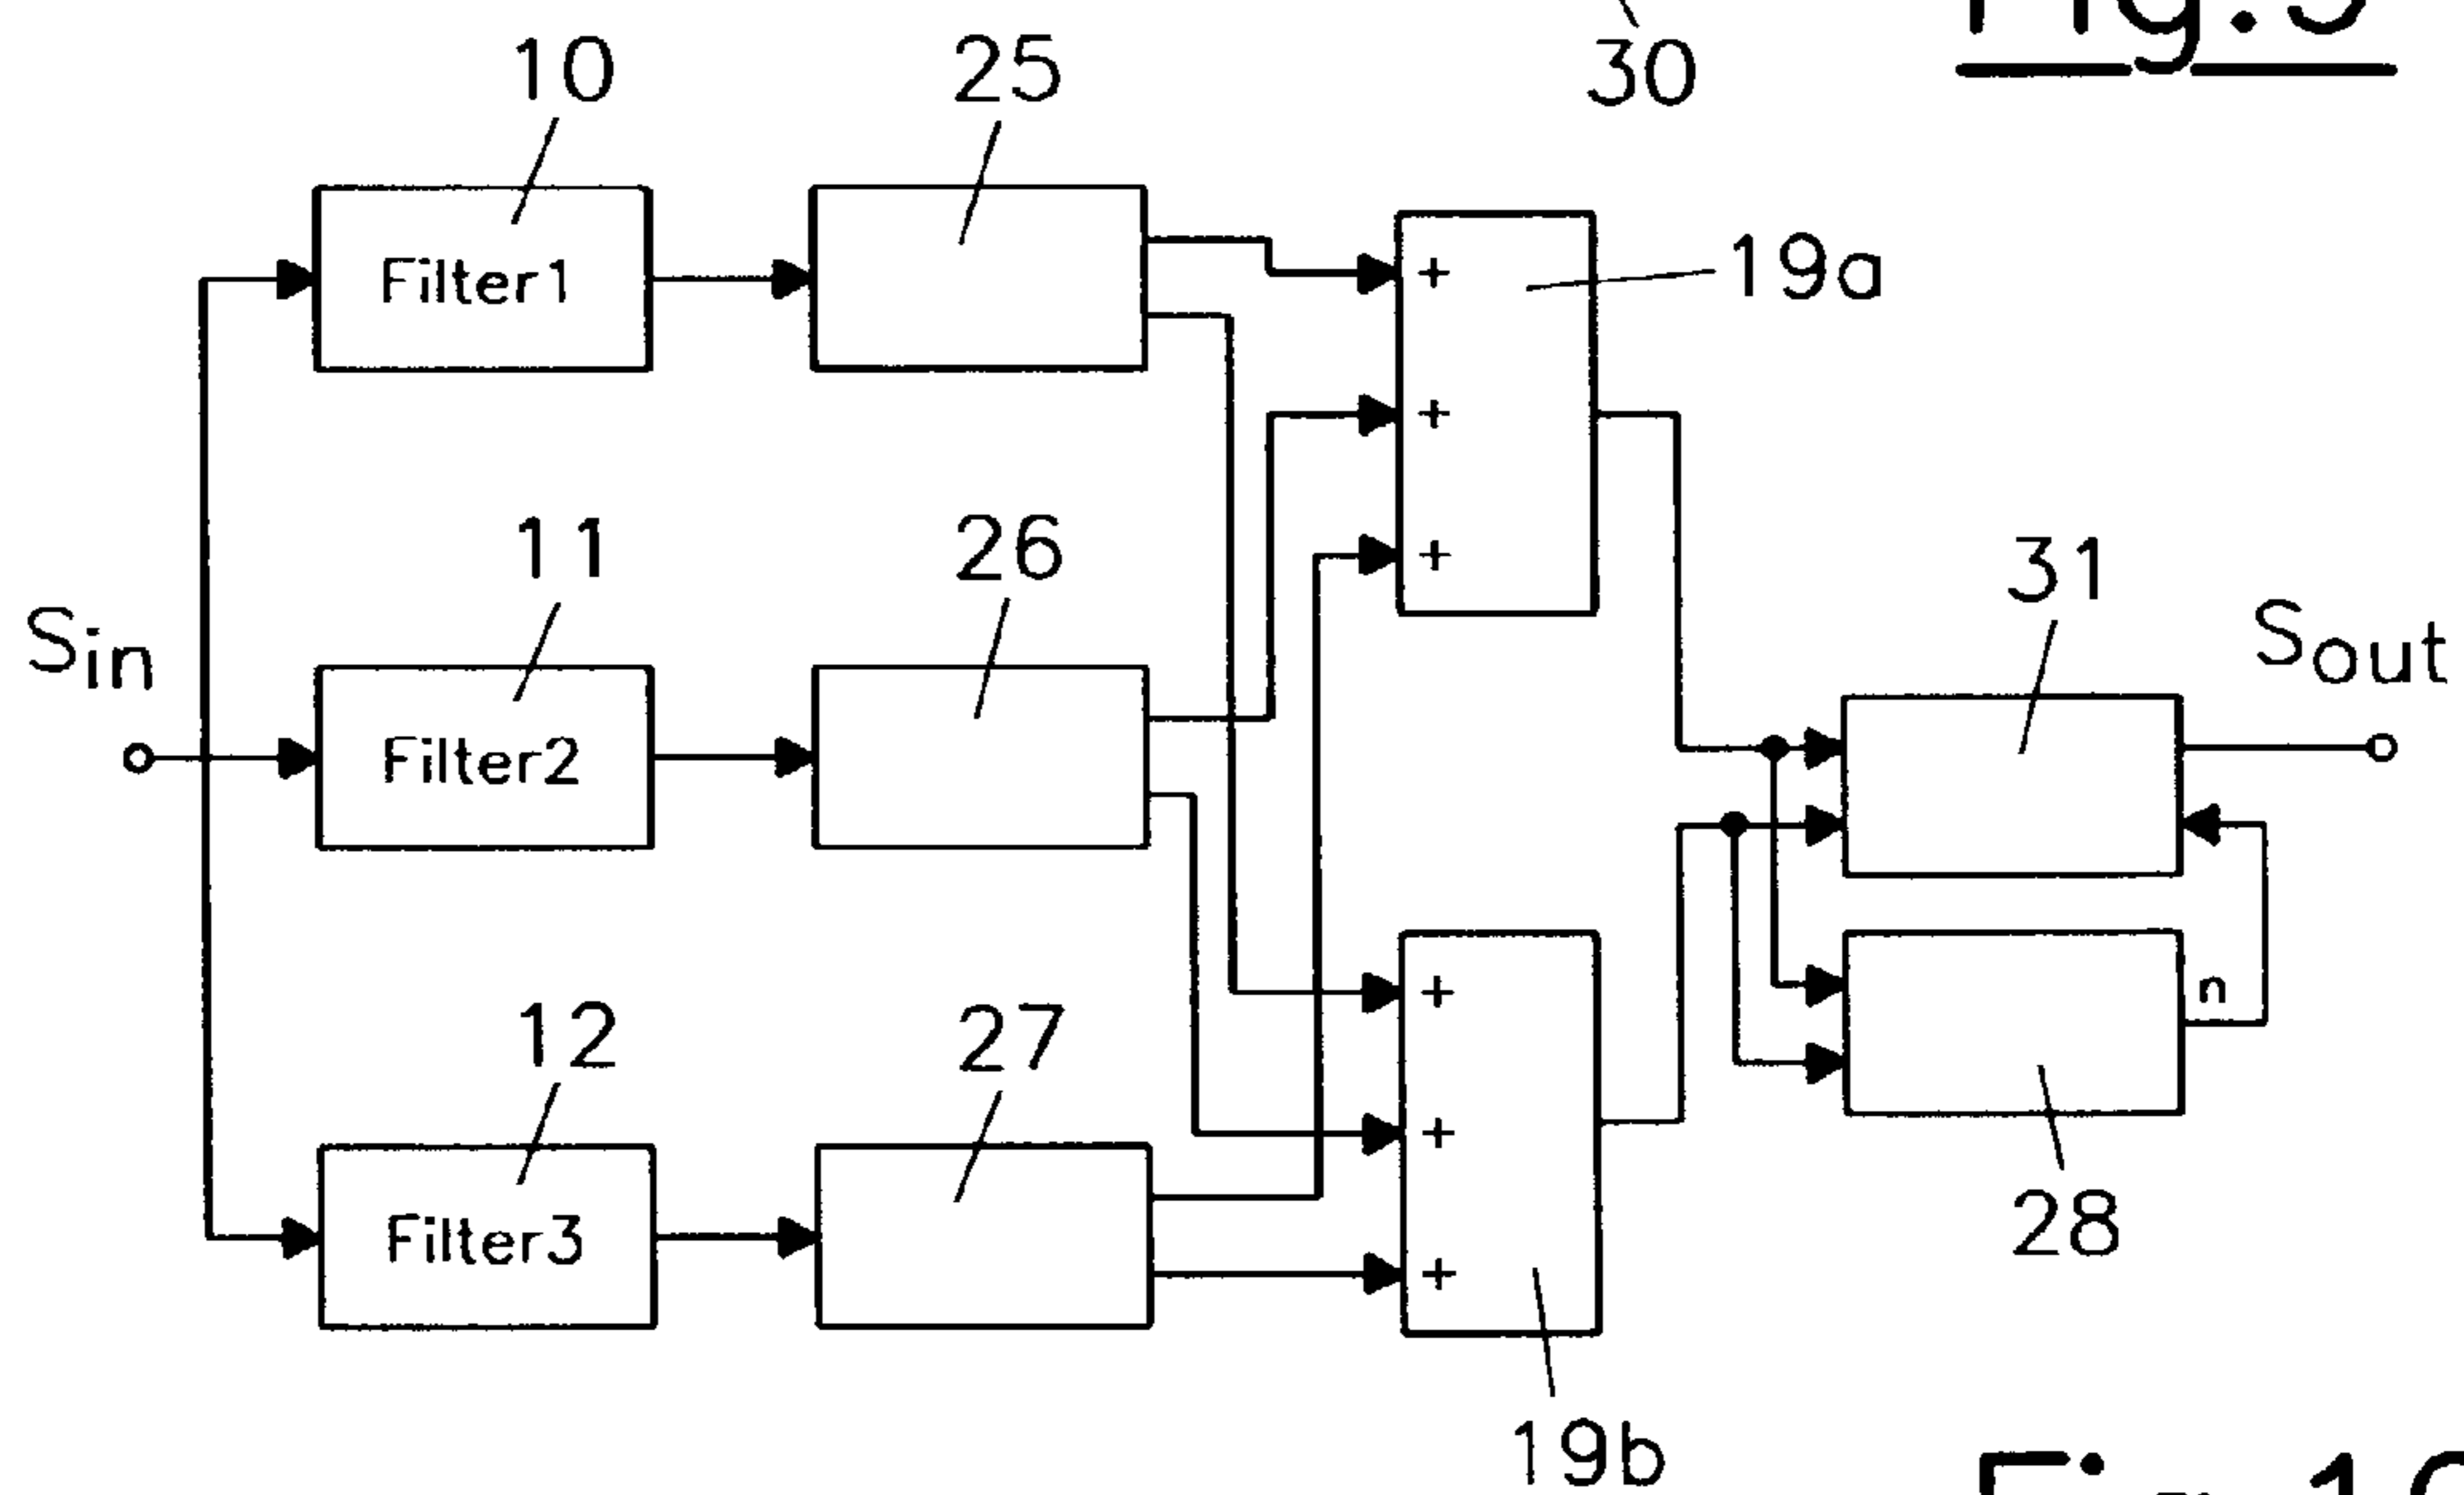 30
10
25
19a
Filter1
11
26
31
Sin
Sout
Filter2
n
12
27
28
Filter3
+
+
+
+
+
+
19b